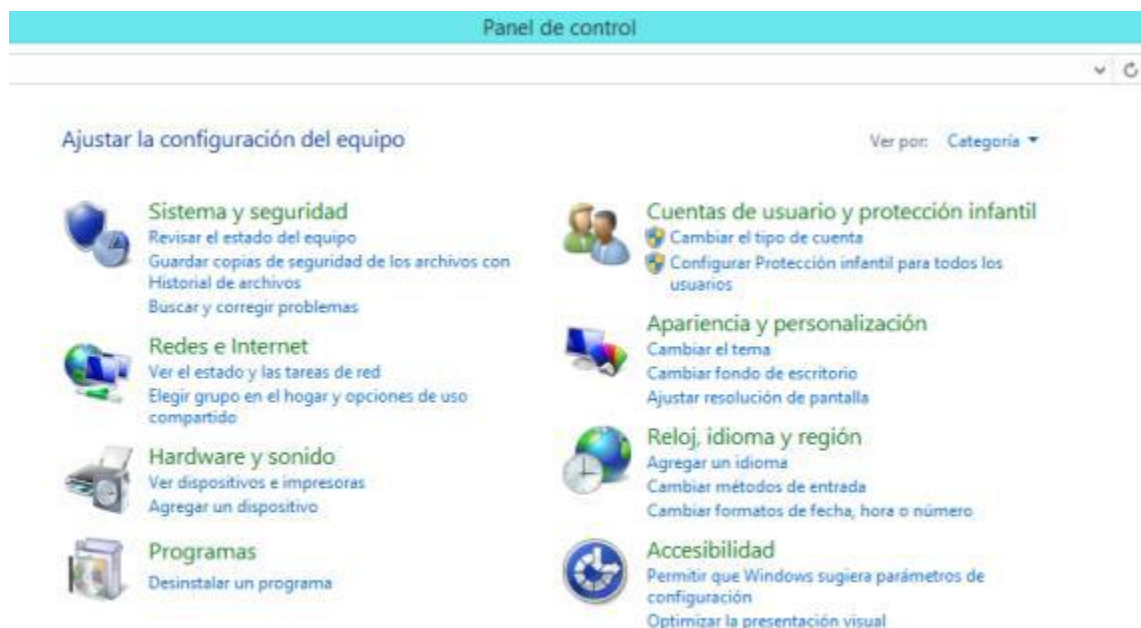 Panel de control
Ajustar la configuración del equipo
Ver por: Categoría
Sistema y seguridad
Revisar el estado del equipo
Guardar copias de seguridad de los archivos con
Historial de archivos
Buscar y corregir problemas
Redes e Internet
Ver el estado y las tareas de red
Elegir grupo en el hogar y opciones de uso
compartido
Hardware y sonido
Ver dispositivos e impresoras
Agregar un dispositivo
Programas
Desinstalar un programa
Cuentas de usuario y protección infantil
Cambiar el tipo de cuenta
Configurar Protección infantil para todos los
usuarios
Apariencia y personalización
Cambiar el tema
Cambiar fondo de escritorio
Ajustar resolución de pantalla
Reloj, idioma y región
Agregar un idioma
Cambiar métodos de entrada
Cambiar formatos de fecha, hora o número
Accesibilidad
Permitir que Windows sugiera parámetros de
configuración
Optimizar la presentación visual